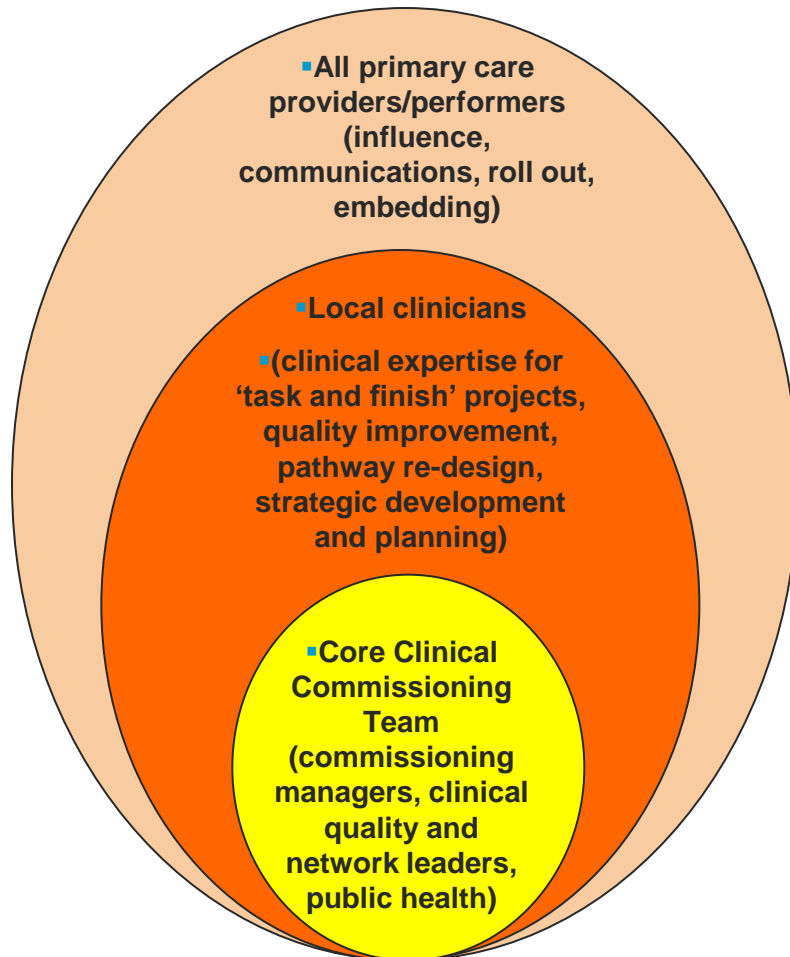 ▪All primary care
providers/performers
(influence,
communications, roll out,
embedding)
▪Local clinicians
▪(clinical expertise for
‘task and finish’ projects,
quality improvement,
pathway re-design,
strategic development
and planning)
▪Core Clinical
Commissioning
Team
(commissioning
managers, clinical
quality and
network leaders,
public health)